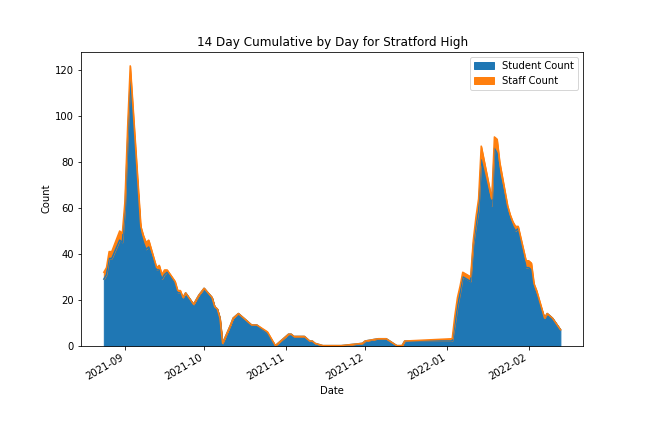 14 Day Cumulative by Day for Stratford High
Student Count
Staff Count
120
100
80
60
40
20
0
Count
2021-09
2021-10
2021-11
2021-12
2022-01
2022-02
Date